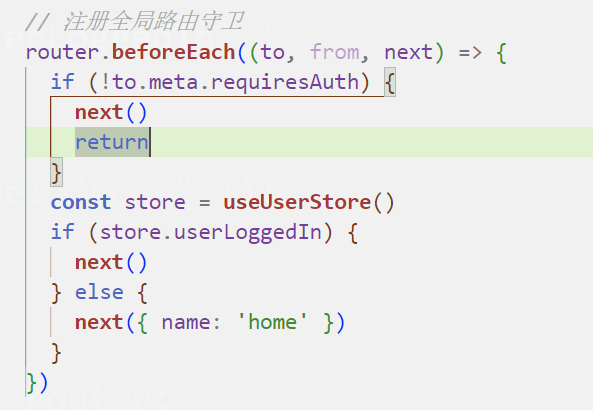 // 注册全局路由守卫
router.beforeEach((to, from, next) => {
  if (!to.meta.requiresAuth) {
    next()
    return
  }
  const store = useUserStore()
  if (store.userLoggedIn) {
    next()
  } else {
    next({ name: 'home' })
  }
})